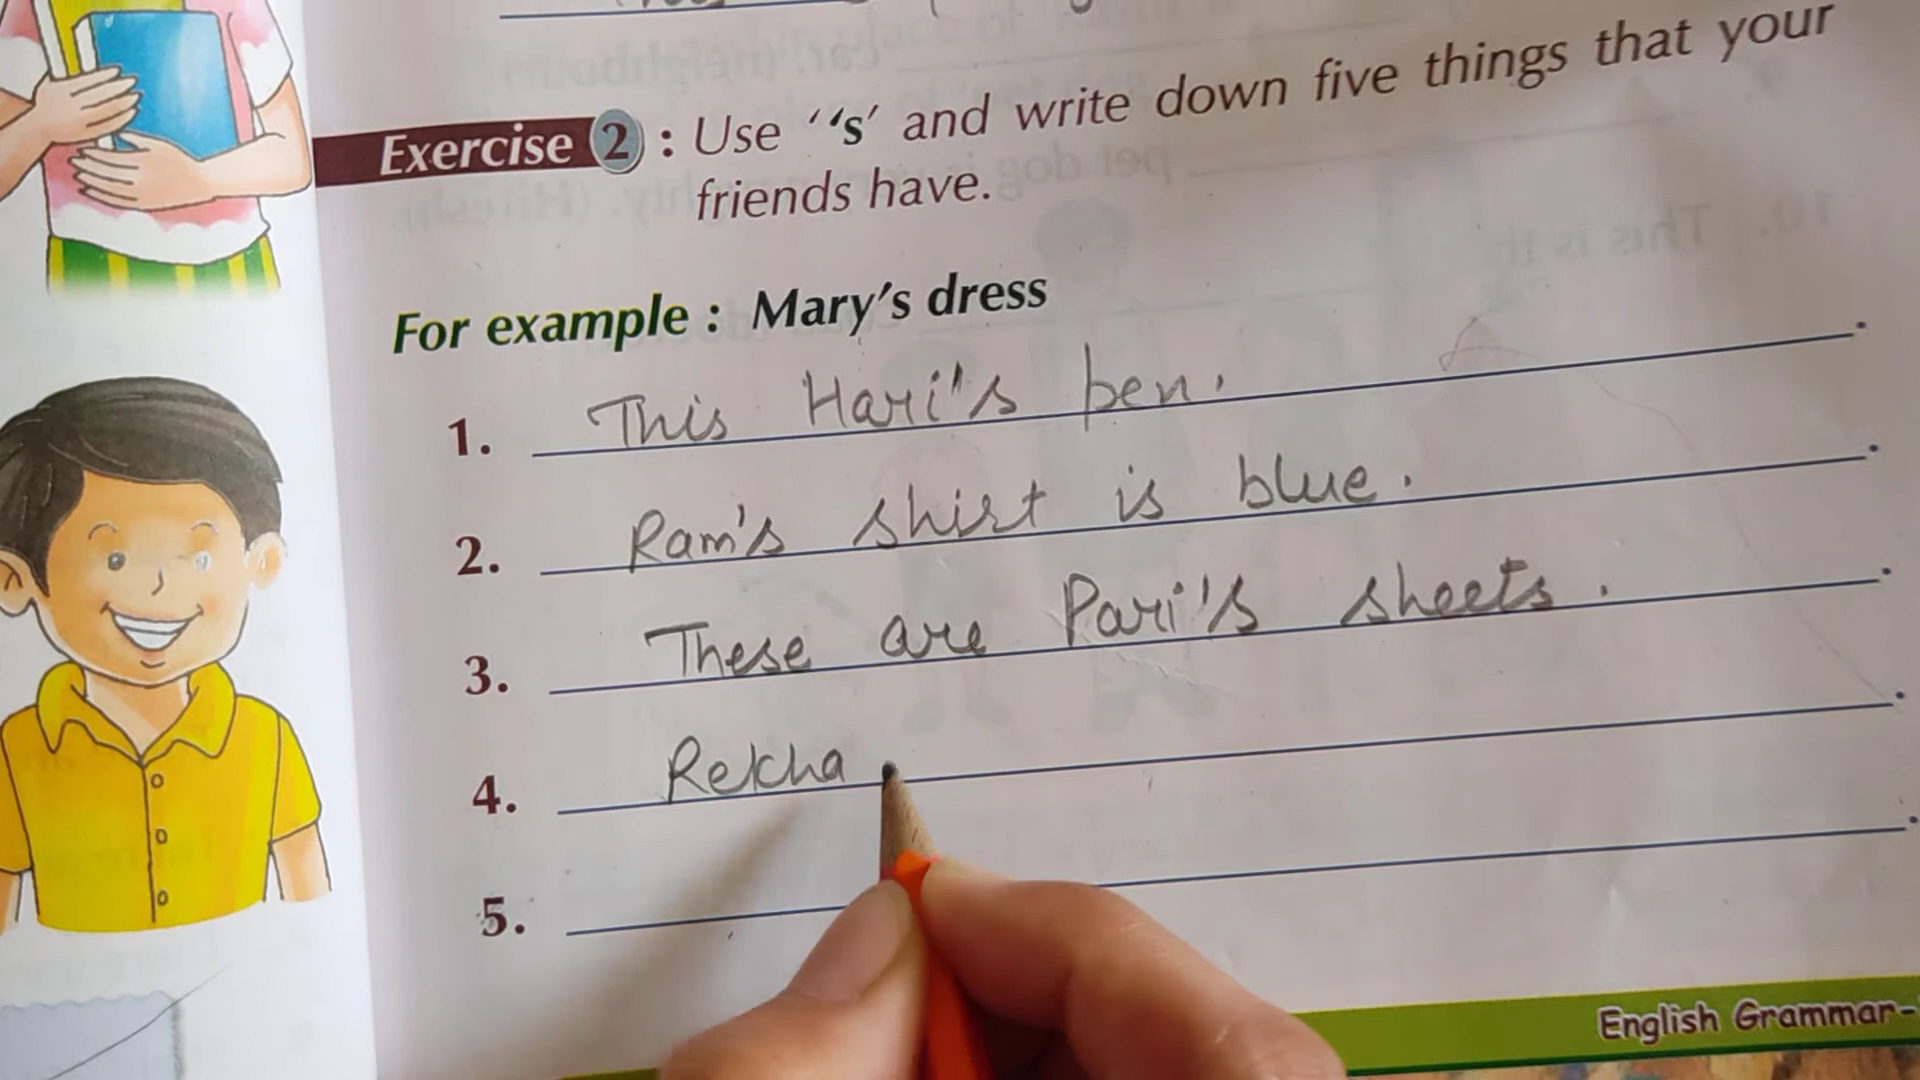 Exercise 2 : Use ‘‘s’ and write down five things that your
friends have.
For example : Mary’s dress
1. This Hari's pen.
2. Ram's shirt is blue.
3. These are Pari's sheets.
4. Rekha
5.
English Grammar-